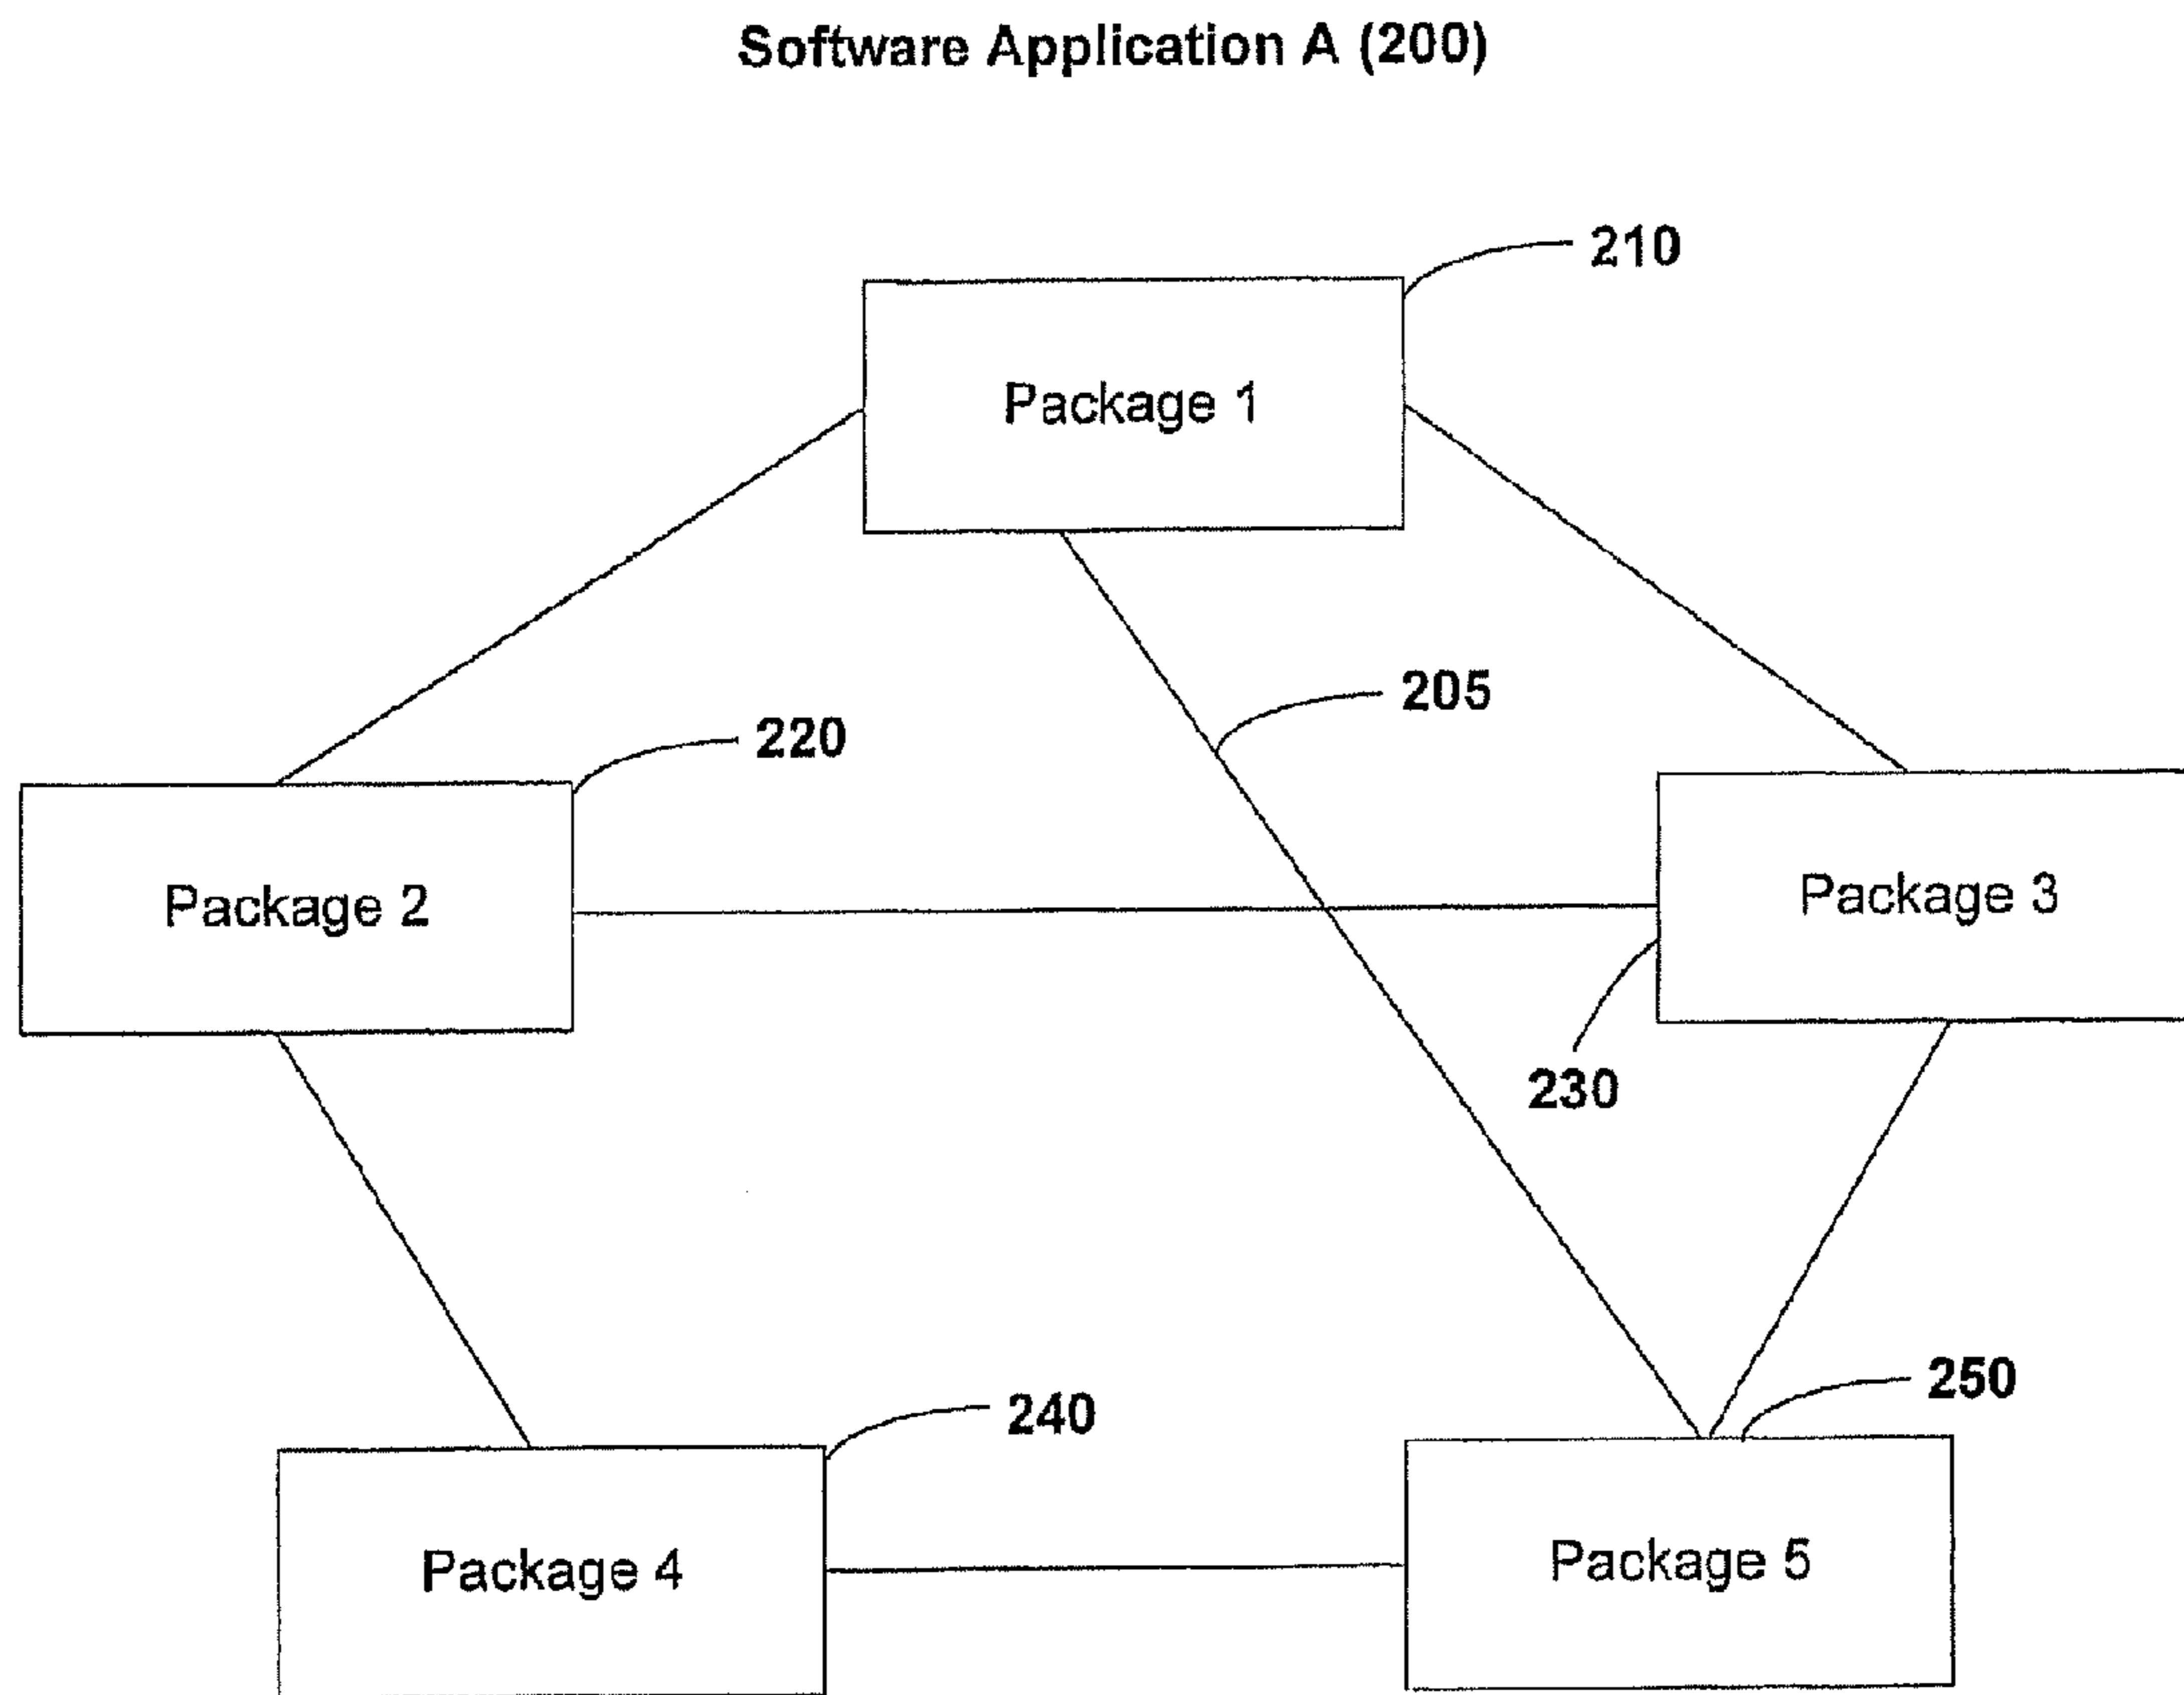 Software Application A (200)
210
Package 1
205
220
Package 2
Package 3
230
250
240
Package 4
Package 5